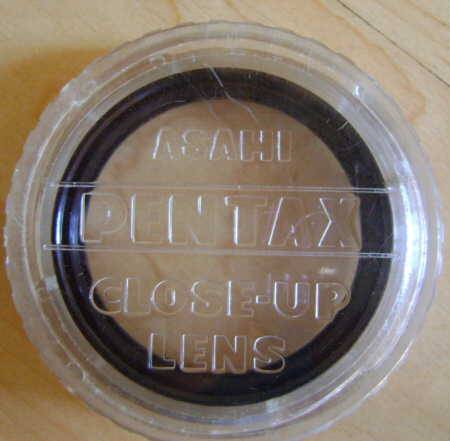 ASAHI
PENTAX
CLOSE-UP
LENS